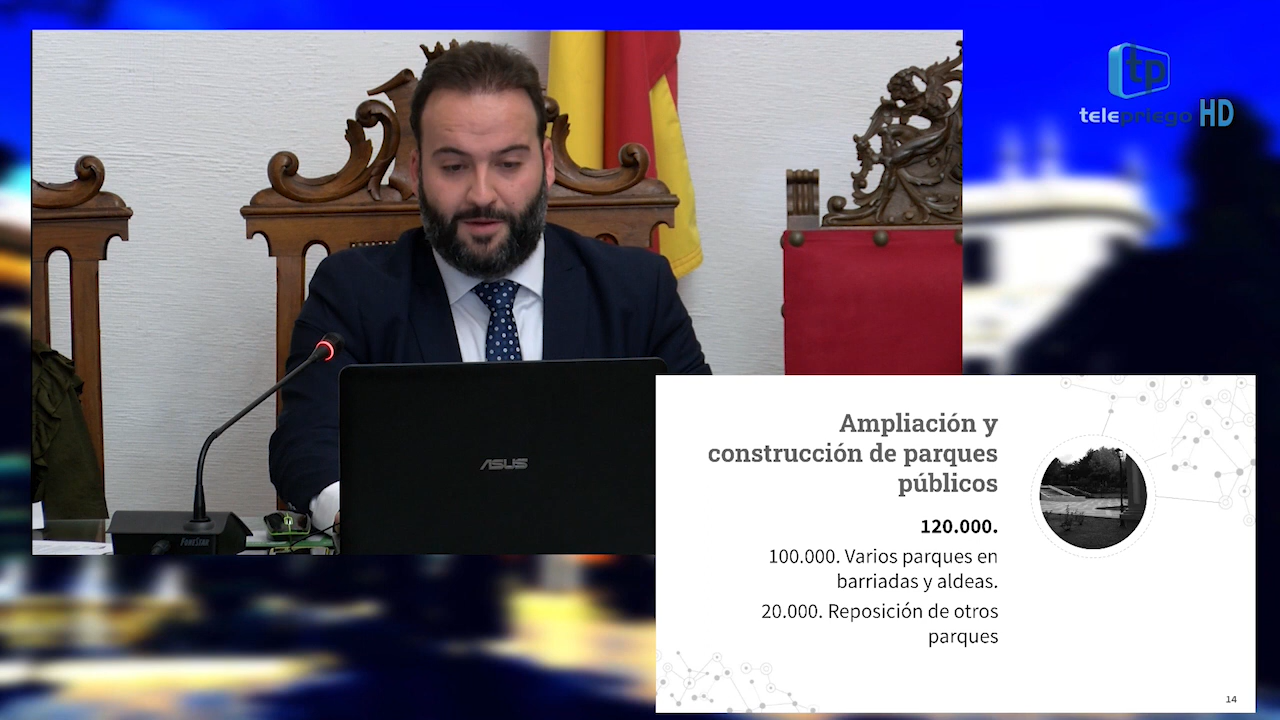 tp
telepriego HD
ASUS
FONESTAR
Ampliación y
construcción de parques
públicos
120.000.
100.000. Varios parques en
barriadas y aldeas.
20.000. Reposición de otros
parques
14